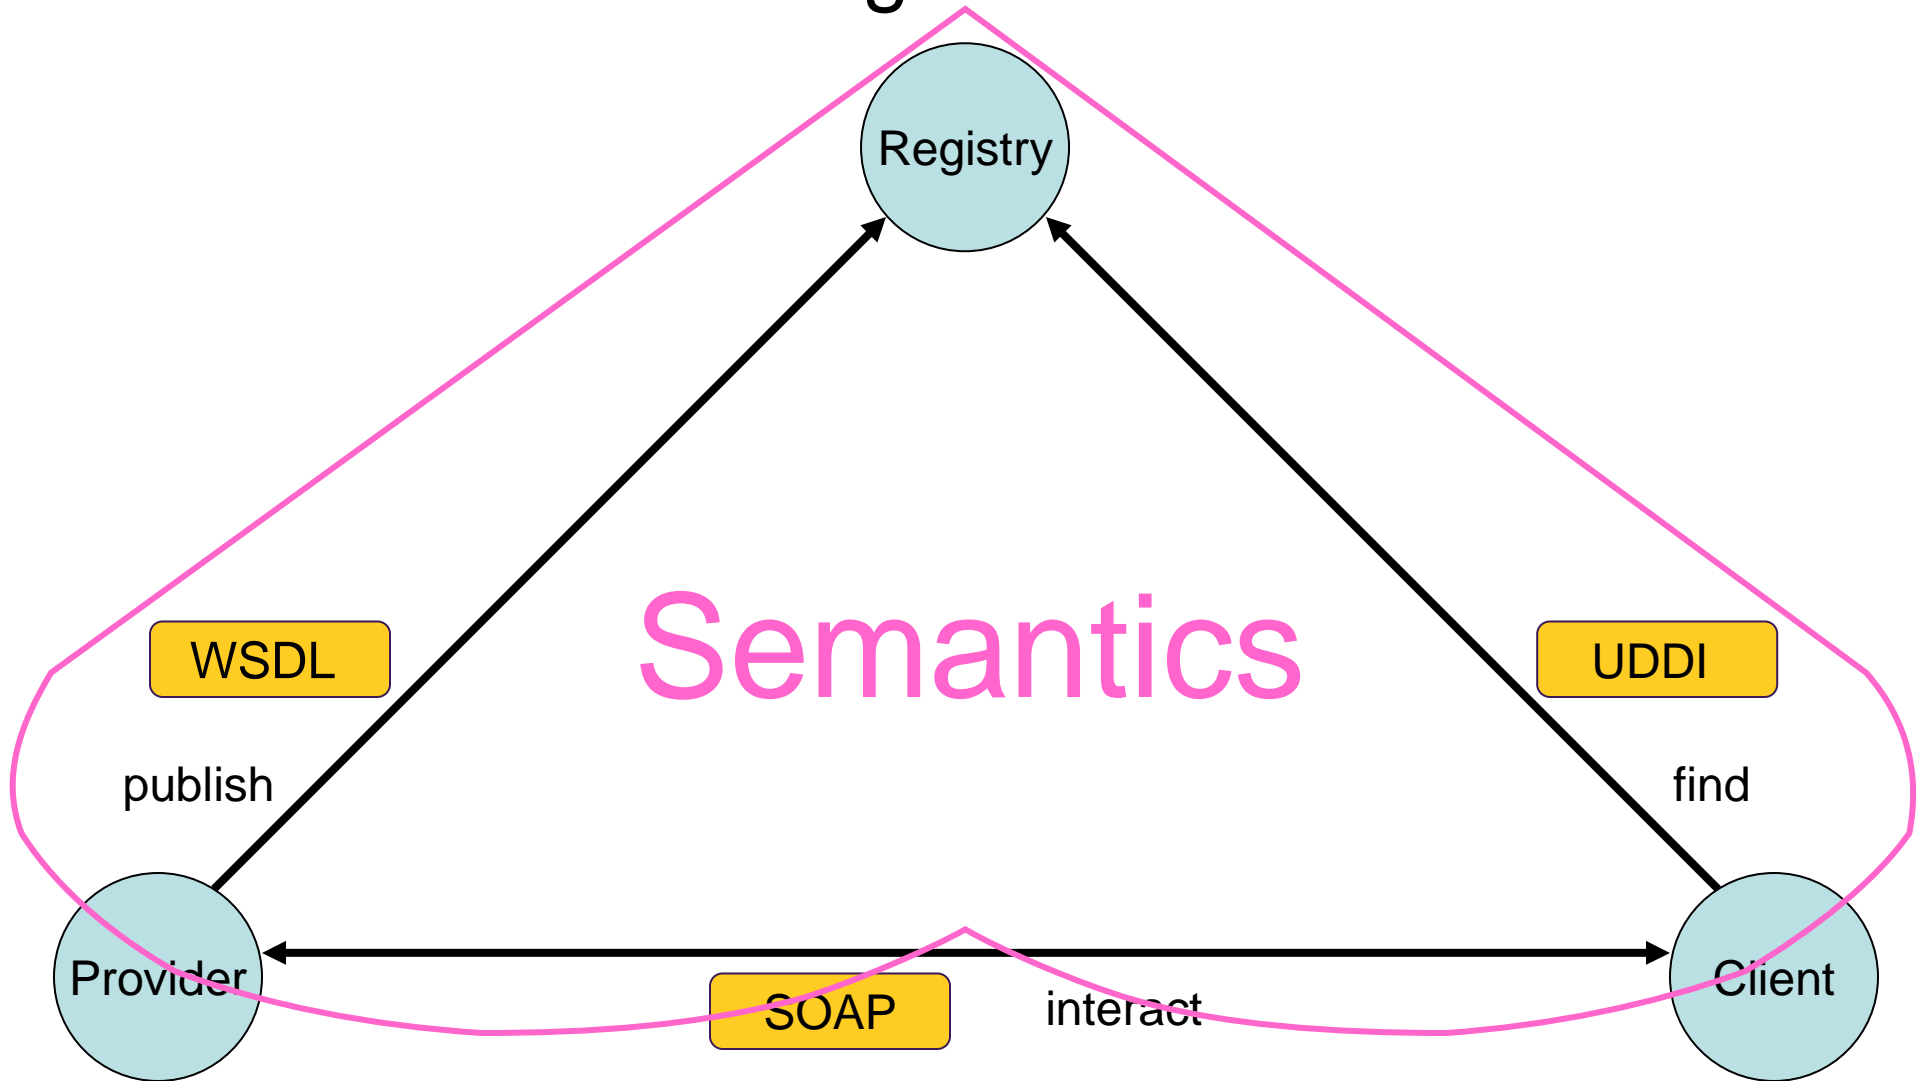 Registry
WSDL
Semantics
UDDI
publish
find
Provider
SOAP
interact
Client